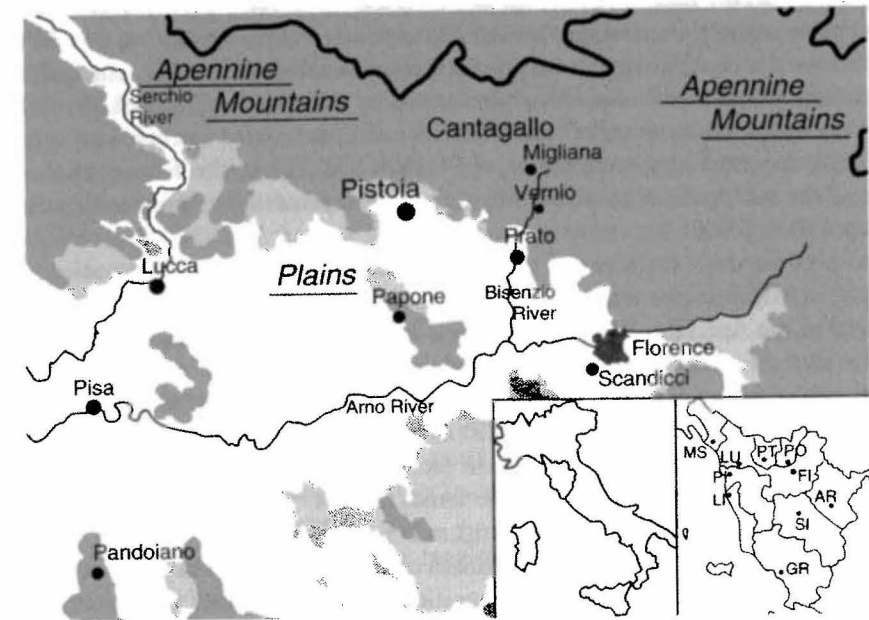 Apennine
Mountains
Serchio
River
Apennine
Mountains
Cantagallo
Migliana
Vernio
Pistoia
Prato
Lucca
Plains
Papone
Bisenzio
River
Florence
Scandicci
Pisa
Arno River
Pandoiano
MS
LU
PT
PO
PI
FI
LI
AR
SI
GR